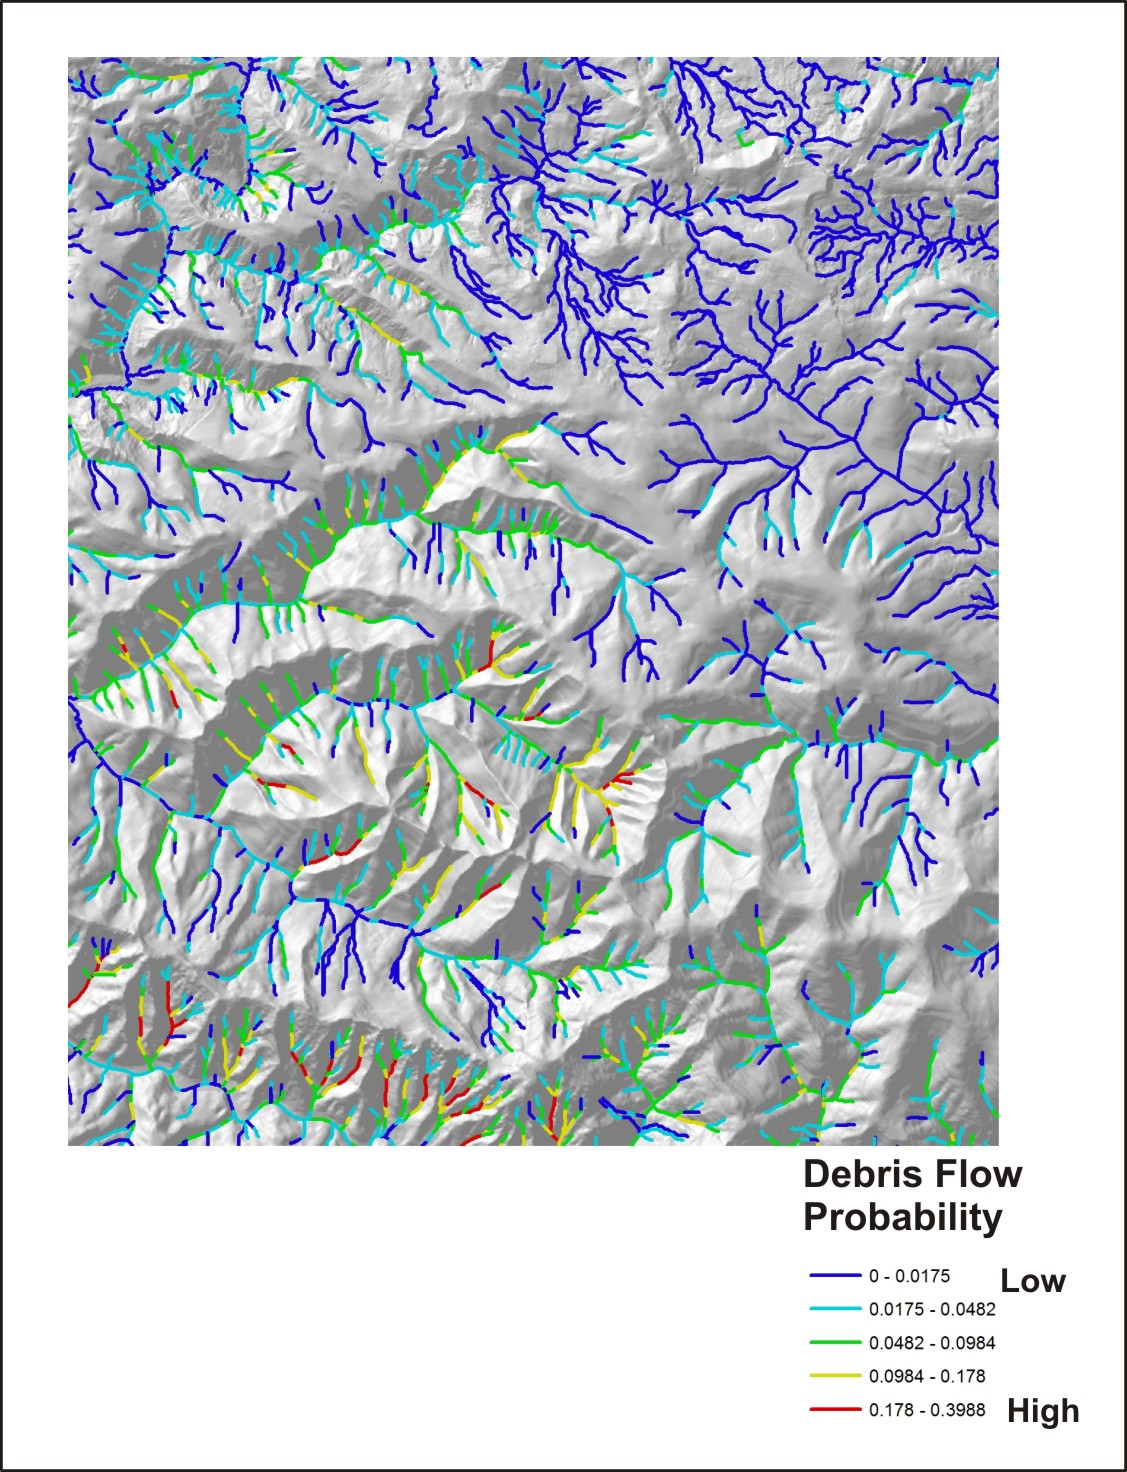 Debris Flow
Probability
0 - 0.0175 Low
0.0175 - 0.0482
0.0482 - 0.0984
0.0984 - 0.178
0.178 - 0.3988 High